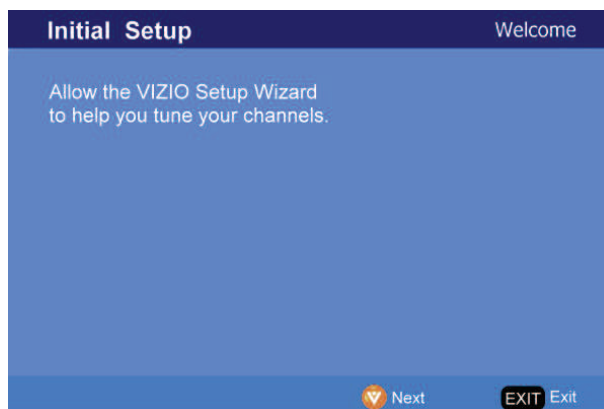 Initial Setup Welcome
Allow the VIZIO Setup Wizard
to help you tune your channels.
V Next EXIT Exit